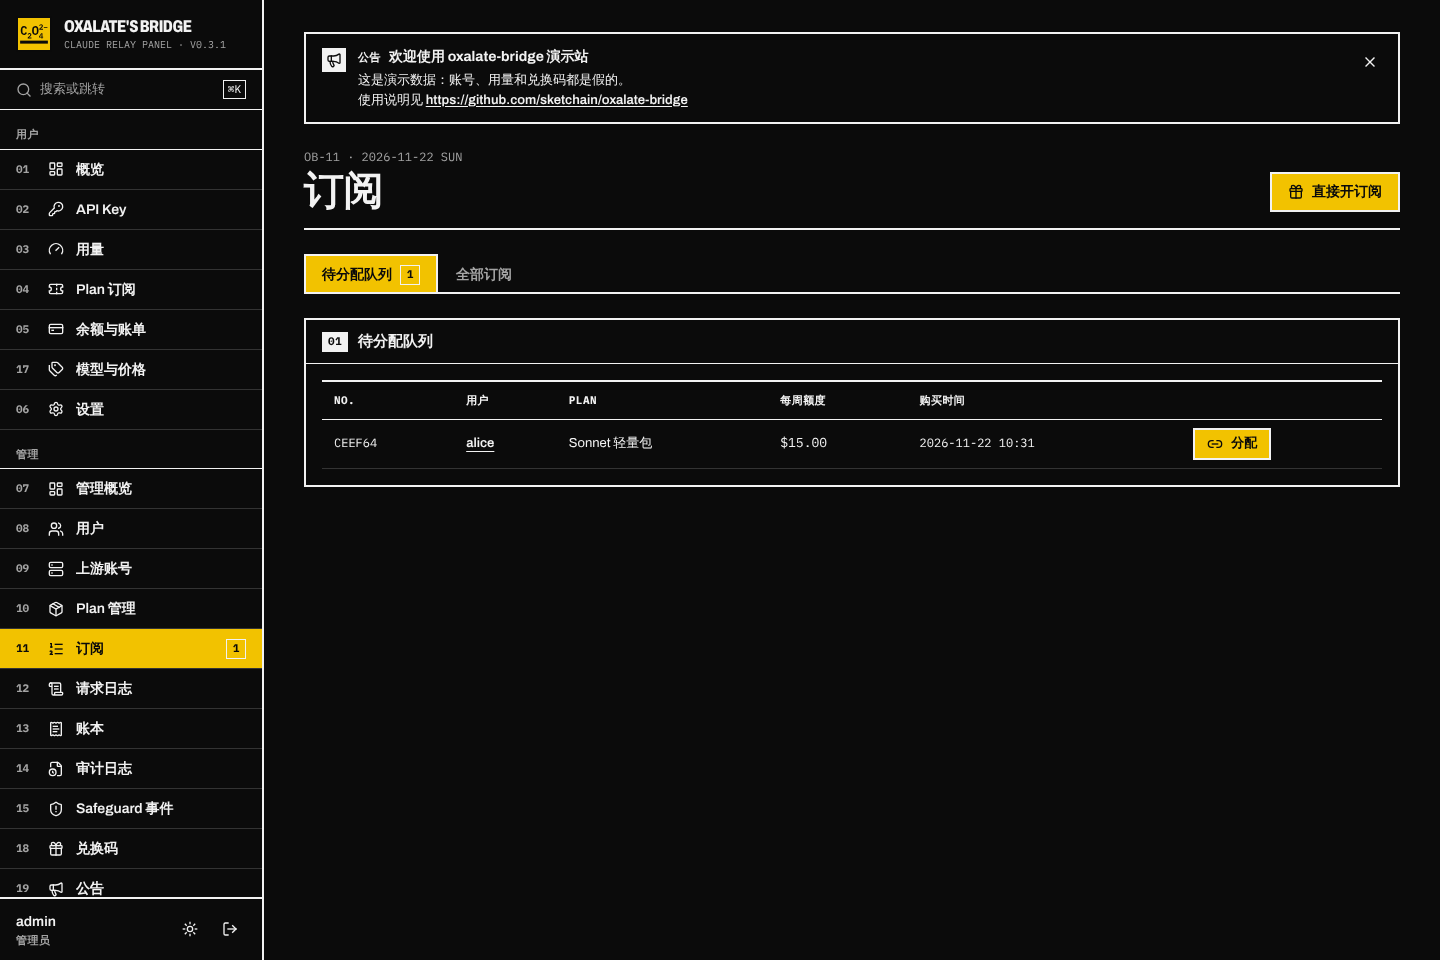 C₂O₄²⁻
OXALATE'S BRIDGE
CLAUDE RELAY PANEL · V0.3.1
搜索或跳转
⌘K
用户
01 概览
02 API Key
03 用量
04 Plan 订阅
05 余额与账单
17 模型与价格
06 设置
管理
07 管理概览
08 用户
09 上游账号
10 Plan 管理
11 订阅 1
12 请求日志
13 账本
14 审计日志
15 Safeguard 事件
18 兑换码
19 公告
admin
管理员
公告 欢迎使用 oxalate-bridge 演示站
这是演示数据：账号、用量和兑换码都是假的。
使用说明见 https://github.com/sketchain/oxalate-bridge
OB-11 · 2026-11-22 SUN
订阅
直接开订阅
待分配队列 1 全部订阅
01 待分配队列
NO. 用户 PLAN 每周额度 购买时间
CEEF64 alice Sonnet 轻量包 $15.00 2026-11-22 10:31 分配